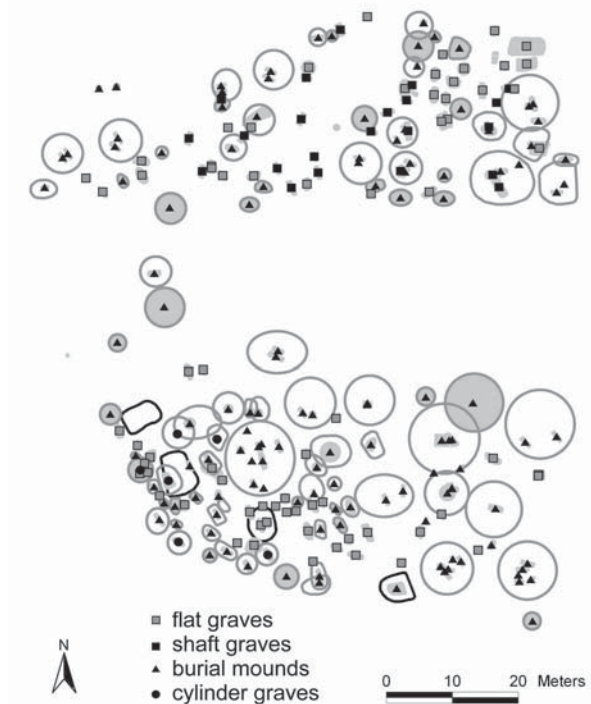 flat graves
shaft graves
burial mounds
cylinder graves
N
0 10 20 Meters